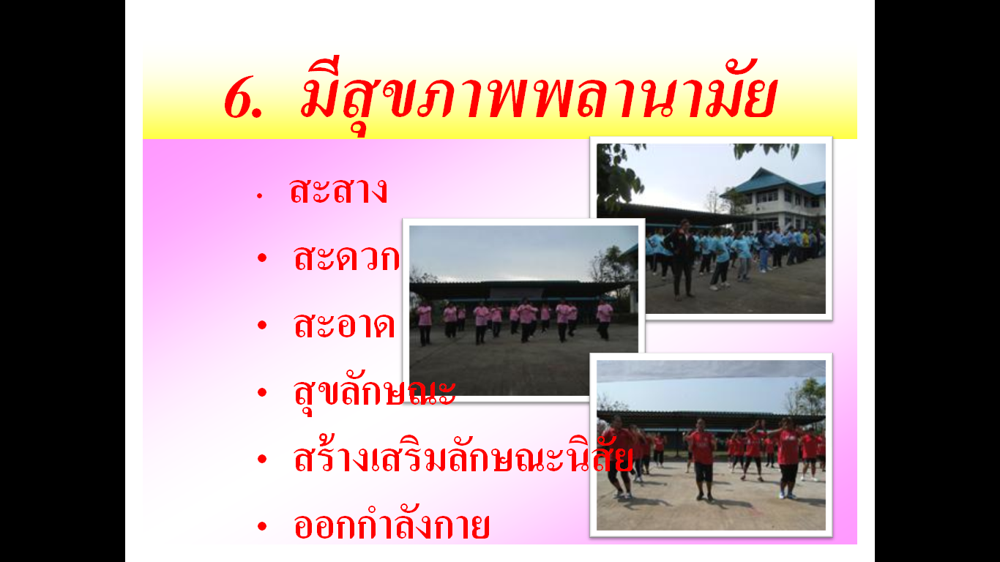 6. มีสุขภาพพลานามัย
• สะสาง
• สะดวก
• สะอาด
• สุขลักษณะ
• สร้างเสริมลักษณะนิสัย
• ออกกำลังกาย